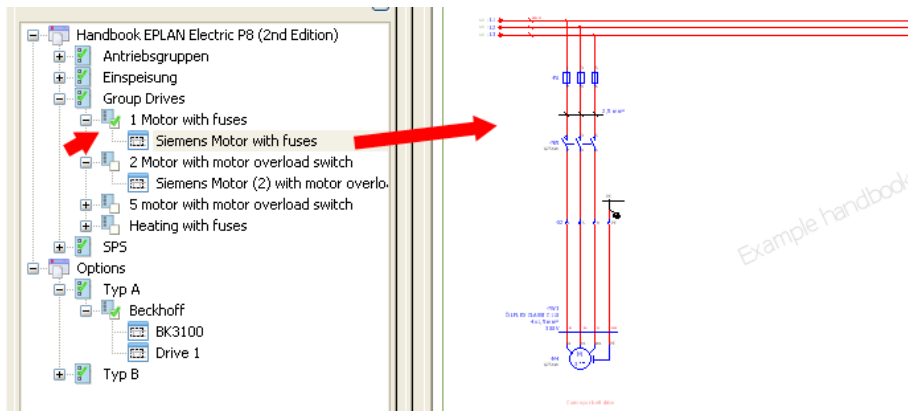 Handbook EPLAN Electric P8 (2nd Edition)
Antriebsgruppen
Einspeisung
Group Drives
1 Motor with fuses
Siemens Motor with fuses
2 Motor with motor overload switch
Siemens Motor (2) with motor overlo
5 motor with motor overload switch
Heating with fuses
SPS
Options
Typ A
Beckhoff
BK3100
Drive 1
Typ B
Example handbook
M